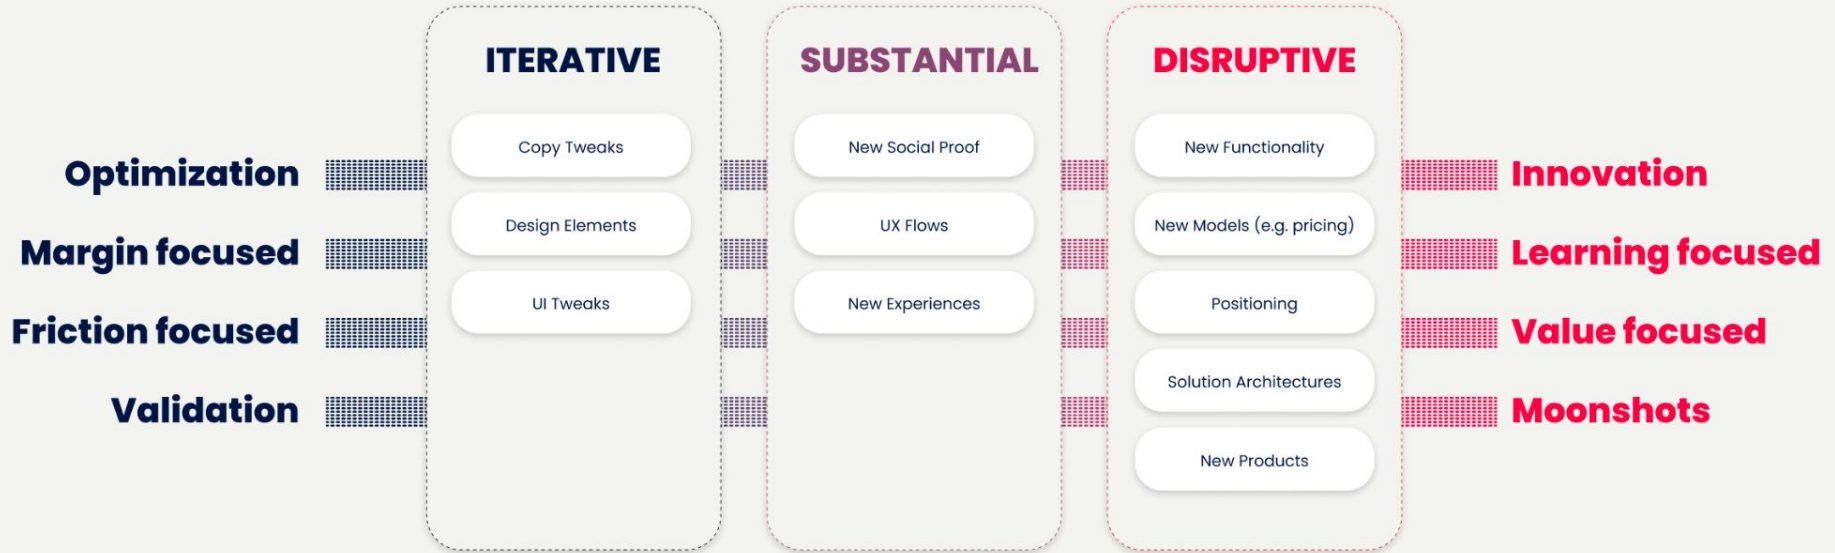 ITERATIVE
SUBSTANTIAL
DISRUPTIVE
Optimization
Margin focused
Friction focused
Validation
Copy Tweaks
Design Elements
UI Tweaks
New Social Proof
UX Flows
New Experiences
New Functionality
New Models (e.g. pricing)
Positioning
Solution Architectures
New Products
Innovation
Learning focused
Value focused
Moonshots